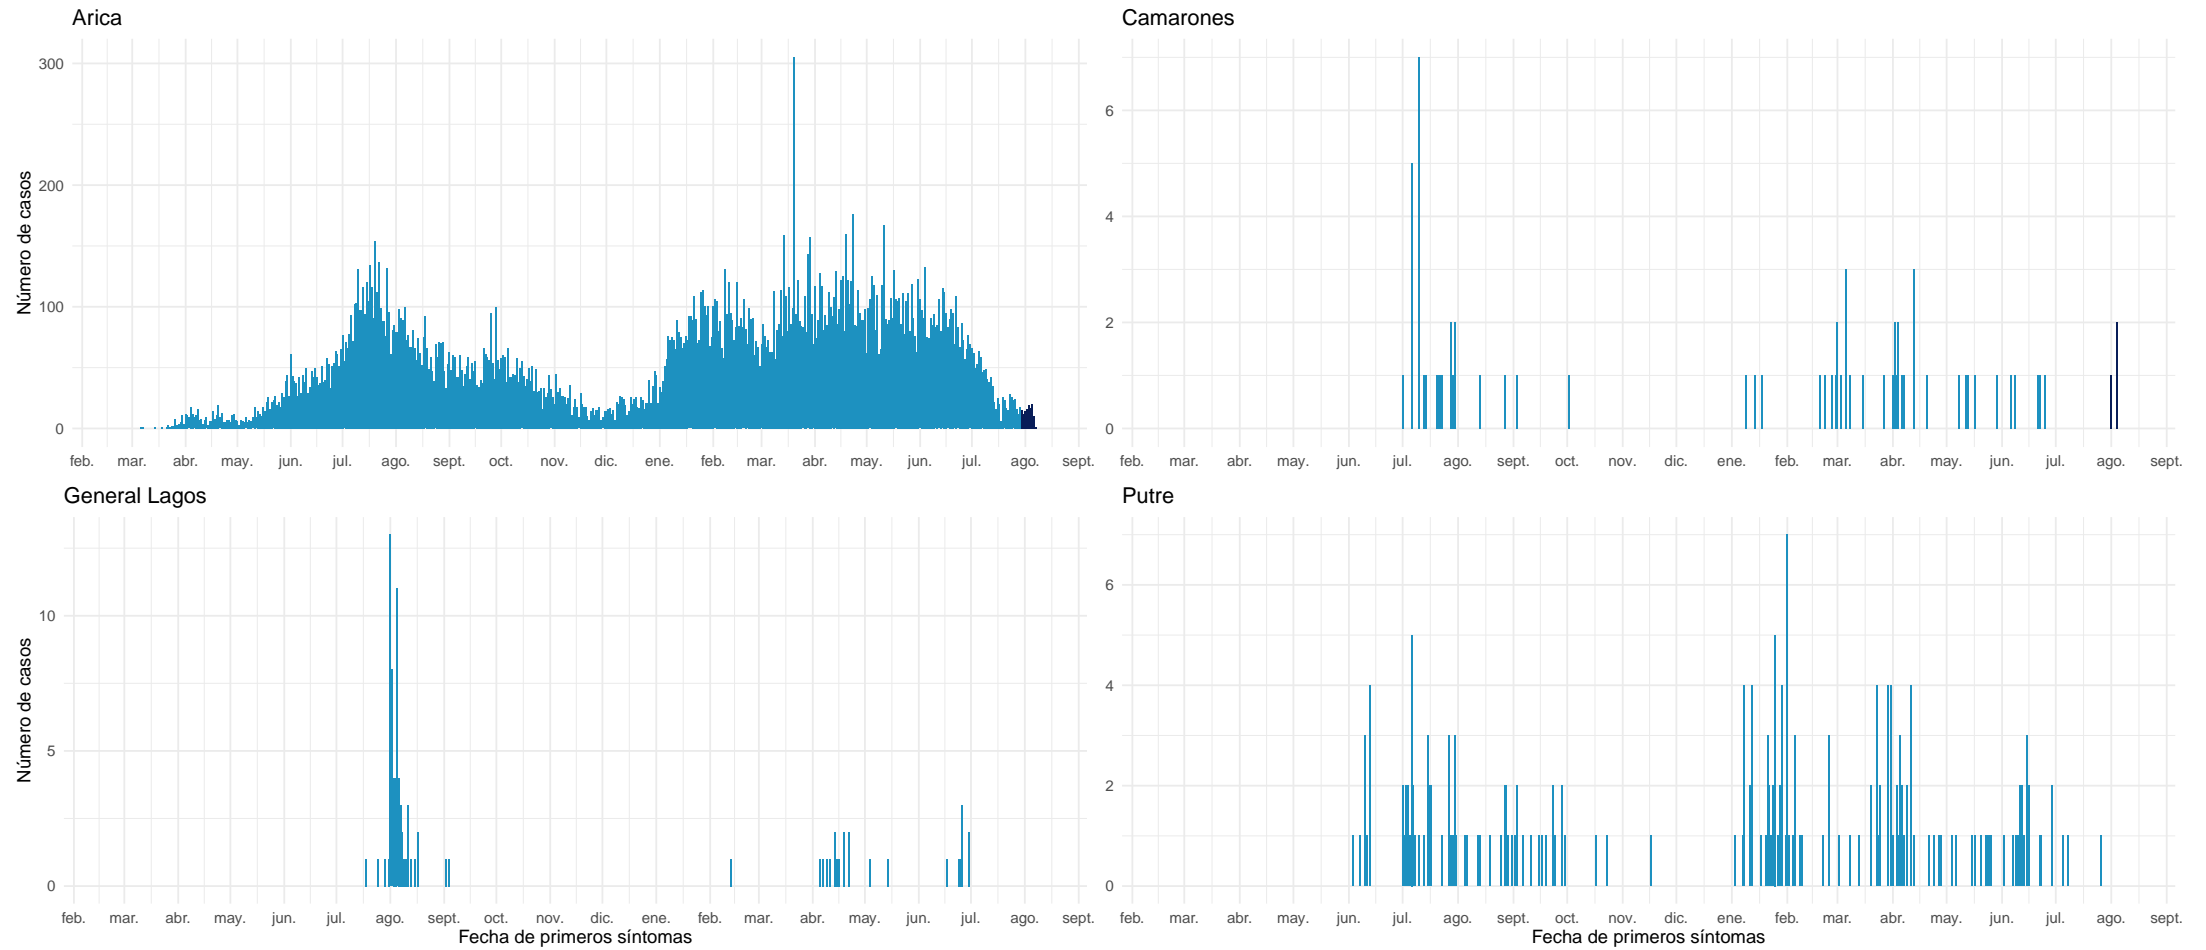 Arica
Número de casos
300
200
100
0
feb. mar. abr. may. jun. jul. ago. sept. oct. nov. dic. ene. feb. mar. abr. may. jun. jul. ago. sept.
Camarones
6
4
2
0
feb. mar. abr. may. jun. jul. ago. sept. oct. nov. dic. ene. feb. mar. abr. may. jun. jul. ago. sept.
General Lagos
Número de casos
10
5
0
feb. mar. abr. may. jun. jul. ago. sept. oct. nov. dic. ene. feb. mar. abr. may. jun. jul. ago. sept.
Fecha de primeros síntomas
Putre
6
4
2
0
feb. mar. abr. may. jun. jul. ago. sept. oct. nov. dic. ene. feb. mar. abr. may. jun. jul. ago. sept.
Fecha de primeros síntomas